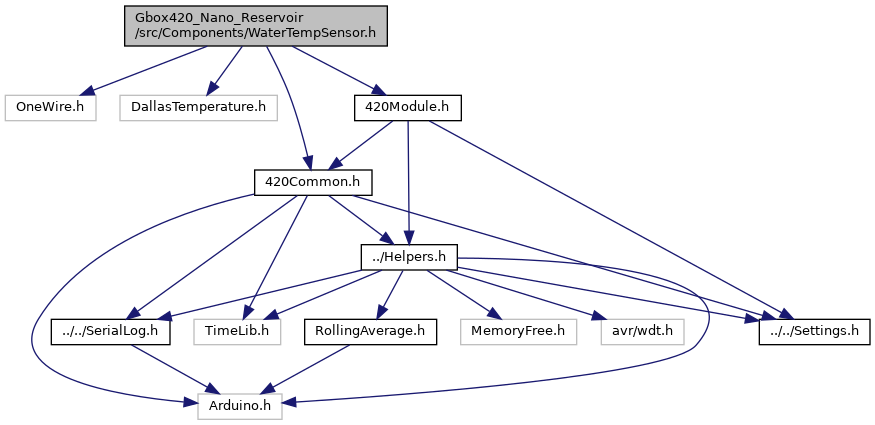 Gbox420_Nano_Reservoir
/src/Components/WaterTempSensor.h
OneWire.h
DallasTemperature.h
420Module.h
420Common.h
../Helpers.h
../../SerialLog.h
TimeLib.h
RollingAverage.h
MemoryFree.h
avr/wdt.h
../../Settings.h
Arduino.h